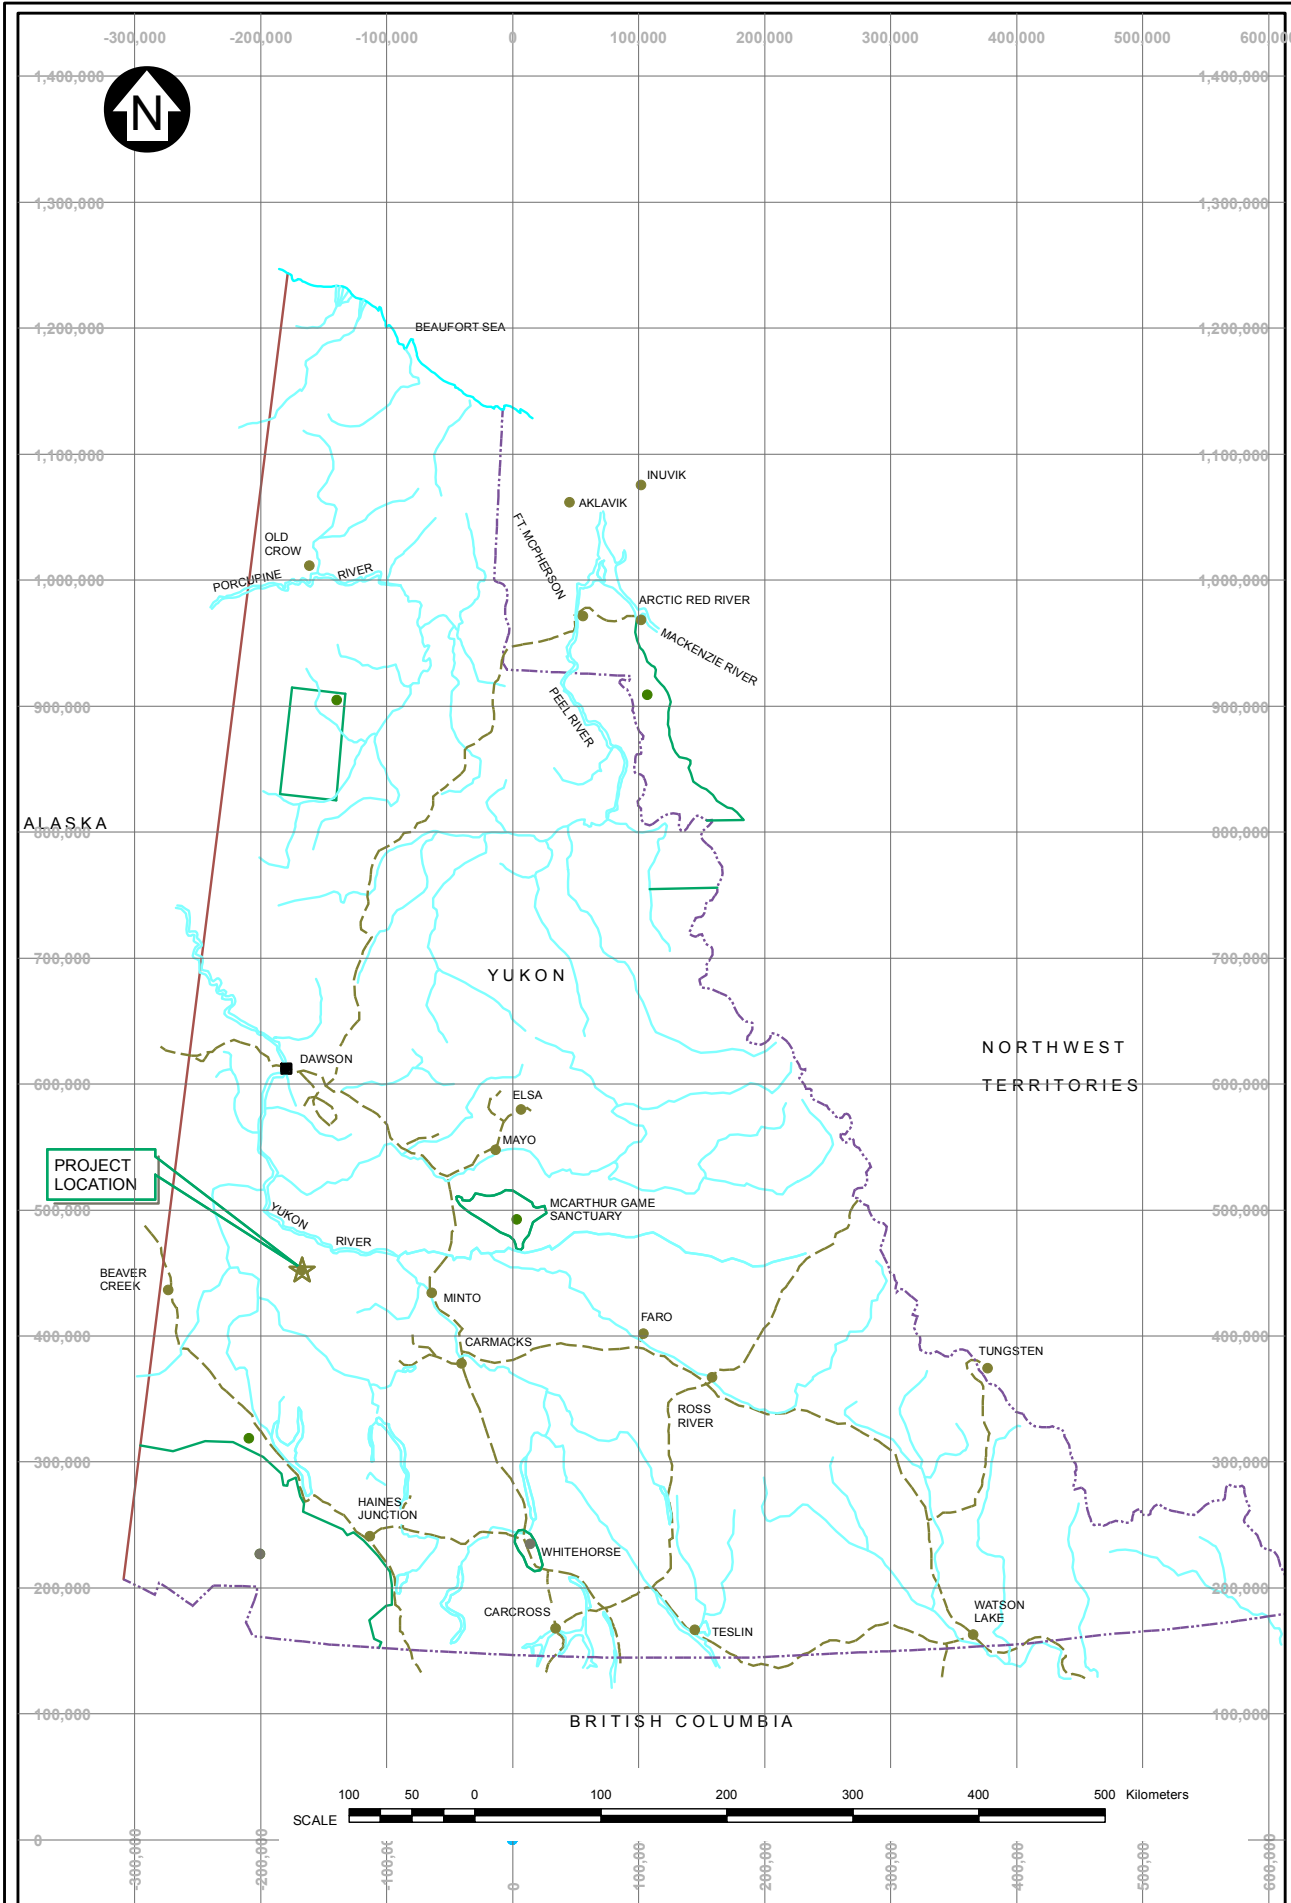 -300,000 -200,000 -100,000 0 100,000 200,000 300,000 400,000 500,000 600,000
1,400,000 1,400,000
N
1,300,000 1,300,000
1,200,000 1,200,000
BEAUFORT SEA
1,100,000 1,100,000
INUVIK
AKLAVIK
FT. MCPHERSON
OLD
CROW
PORCUPINE RIVER
1,000,000 1,000,000
ARCTIC RED RIVER
MACKENZIE RIVER
PEEL RIVER
900,000 900,000
ALASKA
800,000 800,000
700,000 700,000
YUKON
NORTHWEST
TERRITORIES
DAWSON
600,000 600,000
ELSA
MAYO
PROJECT
LOCATION
MCARTHUR GAME
SANCTUARY
500,000 500,000
YUKON
RIVER
BEAVER
CREEK
MINTO
FARO
CARMACKS
400,000 400,000
TUNGSTEN
ROSS
RIVER
300,000 300,000
HAINES
JUNCTION
WHITEHORSE
200,000 200,000
CARCROSS
TESLIN
WATSON
LAKE
100,000 100,000
BRITISH COLUMBIA
100 50 0 100 200 300 400 500 Kilometers
SCALE
0
-300,000 -200,000 -100,0 0 100,00 200,00 300,00 400,00 500,00 600,000